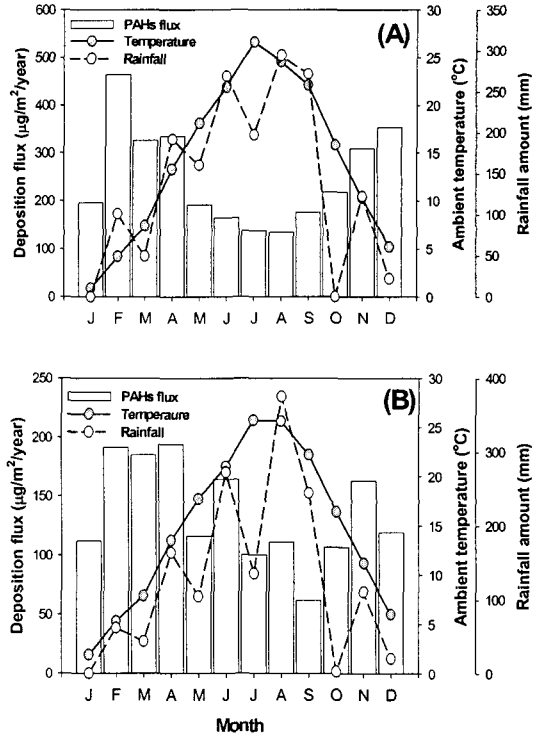 (A)
PAHs flux
Temperature
Rainfall
Deposition flux (µg/m²/year)
600
500
400
300
200
100
0
Ambient temperature (°C)
30
25
20
15
10
5
0
Rainfall amount (mm)
350
300
250
200
150
100
50
0
J F M A M J J A S O N D
(B)
PAHs flux
Temperaure
Rainfall
Deposition flux (µg/m²/year)
250
200
150
100
50
0
Ambient temperature (°C)
30
25
20
15
10
5
0
Rainfall amount (mm)
400
300
200
100
0
J F M A M J J A S O N D
Month